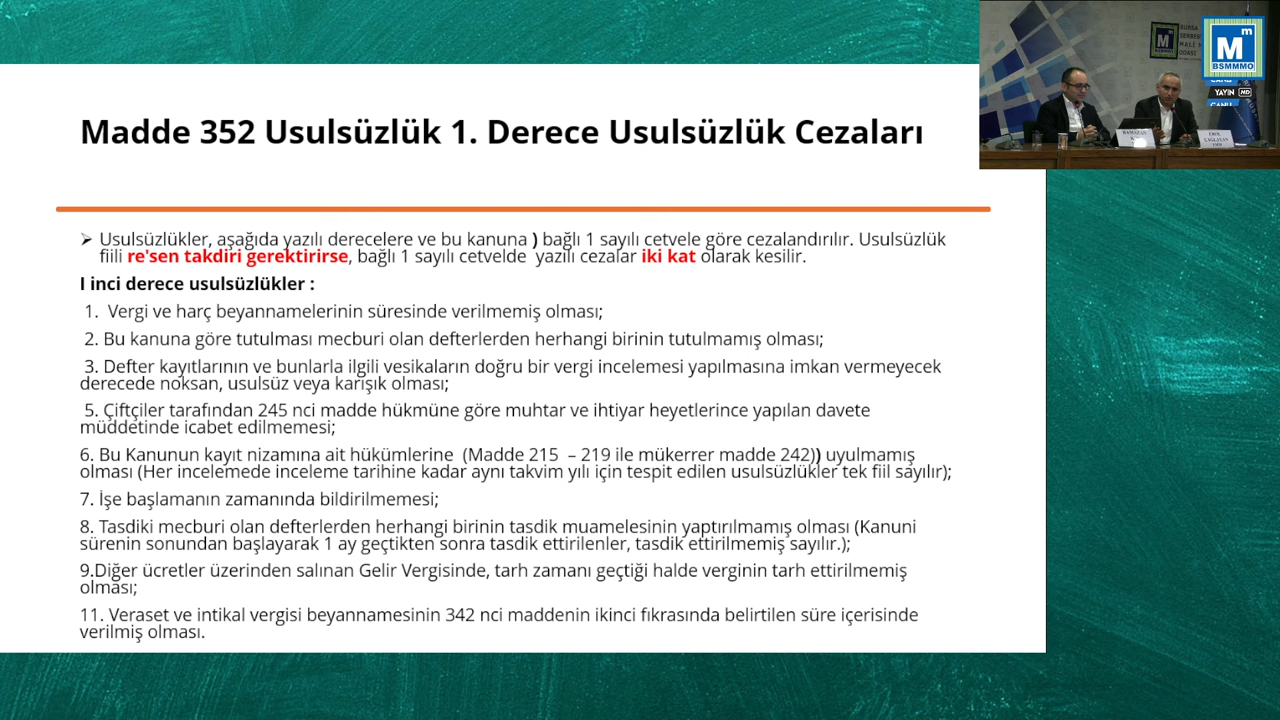 Madde 352 Usulsüzlük 1. Derece Usulsüzlük Cezaları
Usulsüzlükler, aşağıda yazılı derecelere ve bu kanuna ) bağlı 1 sayılı cetvele göre cezalandırılır. Usulsüzlük
fiili re'sen takdiri gerektirirse, bağlı 1 sayılı cetvelde yazılı cezalar iki kat olarak kesilir.
I inci derece usulsüzlükler :
1. Vergi ve harç beyannamelerinin süresinde verilmemiş olması;
2. Bu kanuna göre tutulması mecburi olan defterlerden herhangi birinin tutulmamış olması;
3. Defter kayıtlarının ve bunlarla ilgili vesikaların doğru bir vergi incelemesi yapılmasına imkan vermeyecek
derecede noksan, usulsüz veya karışık olması;
5. Çiftçiler tarafından 245 nci madde hükmüne göre muhtar ve ihtiyar heyetlerince yapılan davete
müddetinde icabet edilmemesi;
6. Bu Kanunun kayıt nizamına ait hükümlerine (Madde 215 – 219 ile mükerrer madde 242)) uyulmamış
olması (Her incelemede inceleme tarihine kadar aynı takvim yılı için tespit edilen usulsüzlükler tek fiil sayılır);
7. İşe başlamanın zamanında bildirilmemesi;
8. Tasdiki mecburi olan defterlerden herhangi birinin tasdik muamelesinin yaptırılmamış olması (Kanuni
sürenin sonundan başlayarak 1 ay geçtikten sonra tasdik ettirilenler, tasdik ettirilmemiş sayılır.);
9.Diğer ücretler üzerinden salınan Gelir Vergisinde, tarh zamanı geçtiği halde verginin tarh ettirilmemiş
olması;
11. Veraset ve intikal vergisi beyannamesinin 342 nci maddenin ikinci fıkrasında belirtilen süre içerisinde
verilmiş olması.
BURSA
M m
BSMMMO
YAYIN HD
RAMAZAN
EROL
ÇAĞLAYAN